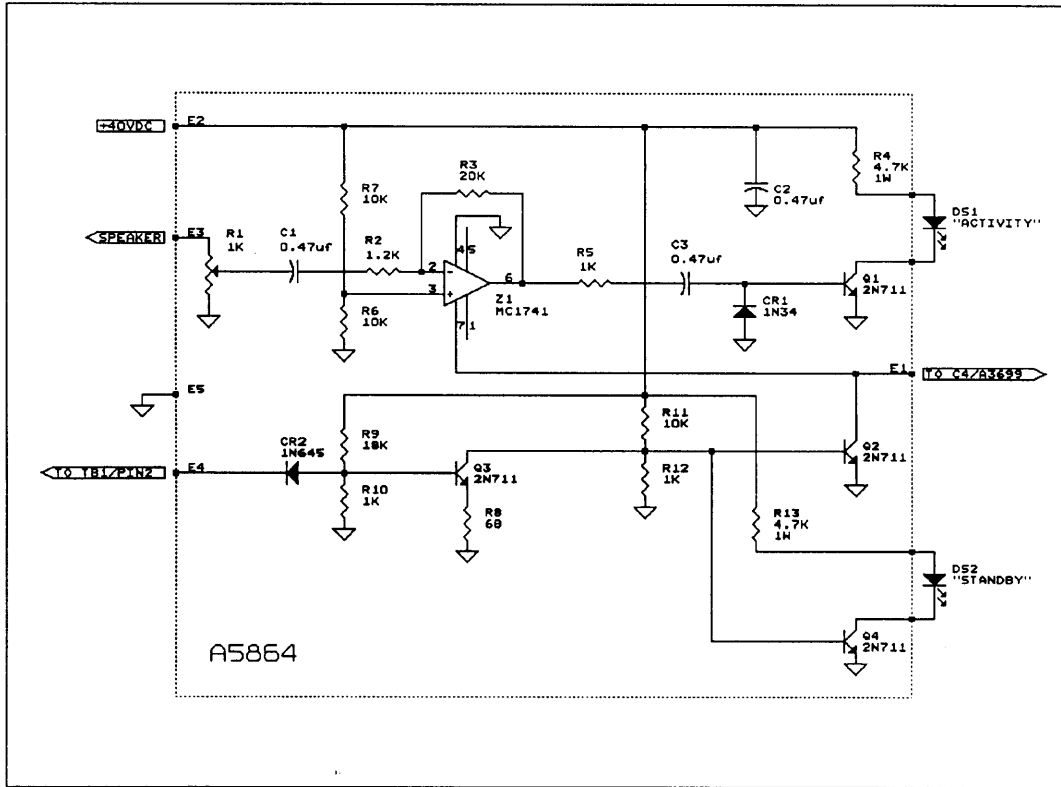 +40VDC
E2
R4
4.7K
1W
R3
20K
R7
10K
C2
0.47uf
DS1
"ACTIVITY"
SPEAKER
E3
R1
1K
C1
0.47uf
R2
1.2K
4 5
2
-
3
+
6
7 1
Z1
MC1741
R5
1K
C3
0.47uf
Q1
2N711
CR1
1N34
R6
10K
E1
TO C4/A3699
E5
R11
10K
R9
18K
CR2
1N645
TO TB1/PIN2
E4
Q3
2N711
R12
1K
Q2
2N711
R10
1K
R8
68
R13
4.7K
1W
DS2
"STANDBY"
Q4
2N711
A5864